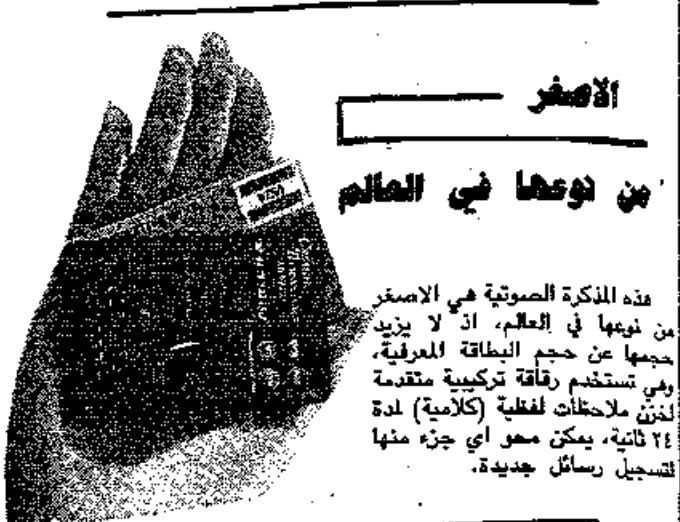 الاصغر
من نوعها في العالم
هذه المذكرة الصوتية هي الاصغر
من نوعها في العالم، اذ لا يزيد
حجمها عن حجم البطاقة المصرفية،
وهي تستخدم رقاقة تركيبية متقدمة
لخزن ملاحظات لفظية (كلامية) لمدة
٢٤ ثانية، يمكن محو اي جزء منها
لتسجيل رسائل جديدة.
VISA